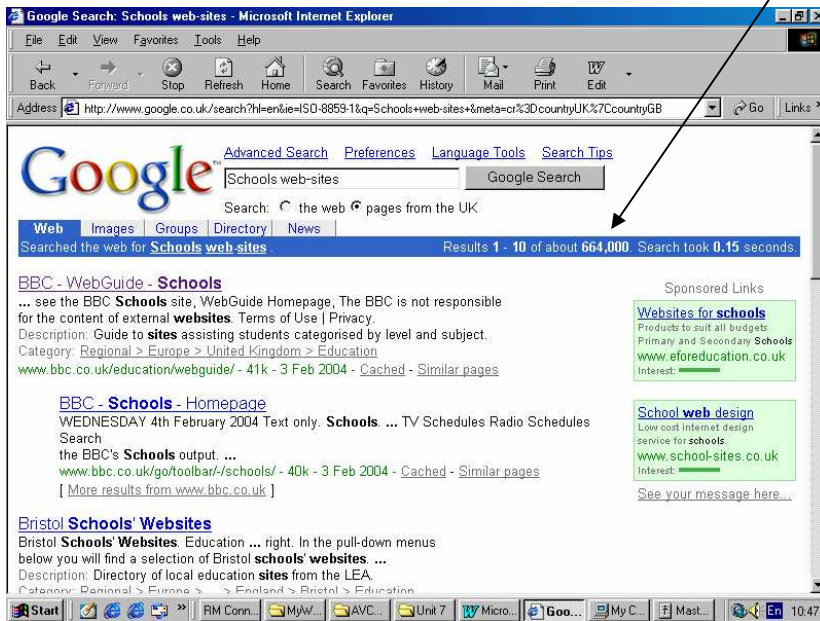 Google Search: Schools web-sites - Microsoft Internet Explorer
File Edit View Favorites Tools Help
Back Forward Stop Refresh Home Search Favorites History Mail Print Edit
Address http://www.google.co.uk/search?hl=en&ie=ISO-8859-1&q=Schools+web-sites+&meta=cr%3DcountryUK%7CcountryGB Go Links
Google™
Advanced Search Preferences Language Tools Search Tips
Schools web-sites Google Search
Search: the web pages from the UK
Web Images Groups Directory News
Searched the web for Schools web-sites . Results 1 - 10 of about 664,000. Search took 0.15 seconds.
BBC - WebGuide - Schools
... see the BBC Schools site, WebGuide Homepage, The BBC is not responsible
for the content of external websites. Terms of Use | Privacy.
Description: Guide to sites assisting students categorised by level and subject.
Category: Regional > Europe > United Kingdom > Education
www.bbc.co.uk/education/webguide/ - 41k - 3 Feb 2004 - Cached - Similar pages
BBC - Schools - Homepage
WEDNESDAY 4th February 2004 Text only. Schools. ... TV Schedules Radio Schedules
Search
the BBC's Schools output. ...
www.bbc.co.uk/go/toolbar/-/schools/ - 40k - 3 Feb 2004 - Cached - Similar pages
[ More results from www.bbc.co.uk ]
Bristol Schools' Websites
Bristol Schools' Websites. Education ... right. In the pull-down menus
below you will find a selection of Bristol schools' websites. ...
Description: Directory of local education sites from the LEA.
Category: Regional > Europe > ... > England > Bristol > Education
Sponsored Links
Websites for schools
Products to suit all budgets
Primary and Secondary Schools
www.eforeducation.co.uk
Interest:
School web design
Low cost internet design
service for schools.
www.school-sites.co.uk
Interest:
See your message here...
Start RM Conn... MyW... AVC... Unit 7 Micro... Goo... My C... Mast... En 10:47